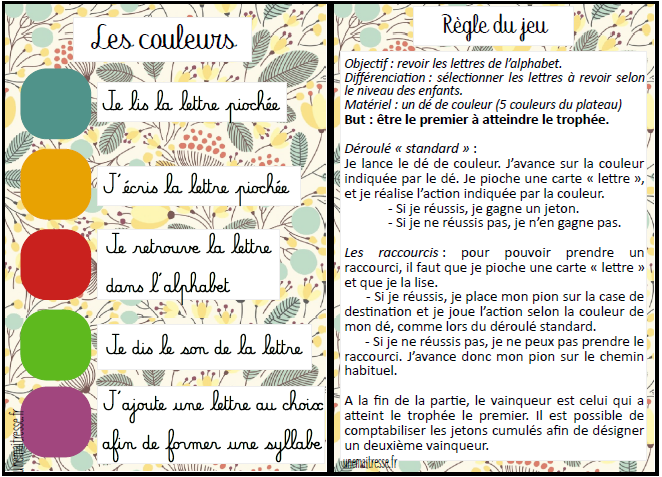 Les couleurs
Je lis la lettre piochée
J'écris la lettre piochée
Je retrouve la lettre
dans l'alphabet
Je dis le son de la lettre
J'ajoute une lettre au choix
afin de former une syllabe
unemaitresse.fr
Règle du jeu
Objectif : revoir les lettres de l'alphabet.
Différenciation : sélectionner les lettres à revoir selon
le niveau des enfants.
Matériel : un dé de couleur (5 couleurs du plateau)
But : être le premier à atteindre le trophée.
Déroulé « standard » :
Je lance le dé de couleur. J'avance sur la couleur
indiquée par le dé. Je pioche une carte « lettre »,
et je réalise l'action indiquée par la couleur.
- Si je réussis, je gagne un jeton.
- Si je ne réussis pas, je n'en gagne pas.
Les raccourcis : pour pouvoir prendre un
raccourci, il faut que je pioche une carte « lettre »
et que je la lise.
- Si je réussis, je place mon pion sur la case de
destination et je joue l'action selon la couleur de
mon dé, comme lors du déroulé standard.
- Si je ne réussis pas, je ne peux pas prendre le
raccourci. J'avance donc mon pion sur le chemin
habituel.
A la fin de la partie, le vainqueur est celui qui a
atteint le trophée le premier. Il est possible de
comptabiliser les jetons cumulés afin de désigner
un deuxième vainqueur.
unemaitresse.fr